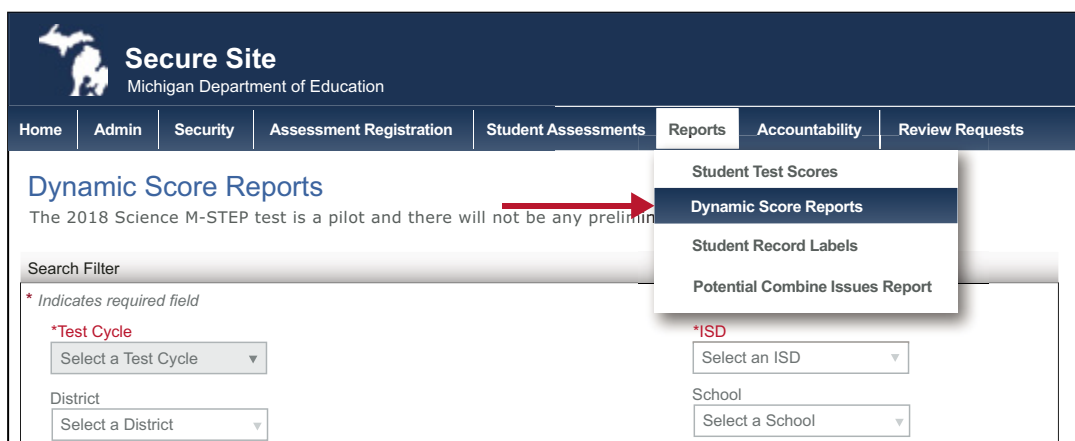 Secure Site
Michigan Department of Education
Home Admin Security Assessment Registration Student Assessments Reports Accountability Review Requests
Student Test Scores
Dynamic Score Reports
Student Record Labels
Potential Combine Issues Report
Dynamic Score Reports
The 2018 Science M-STEP test is a pilot and there will not be any
Search Filter
* Indicates required field
*Test Cycle *ISD
Select a Test Cycle Select an ISD
District School
Select a District Select a School